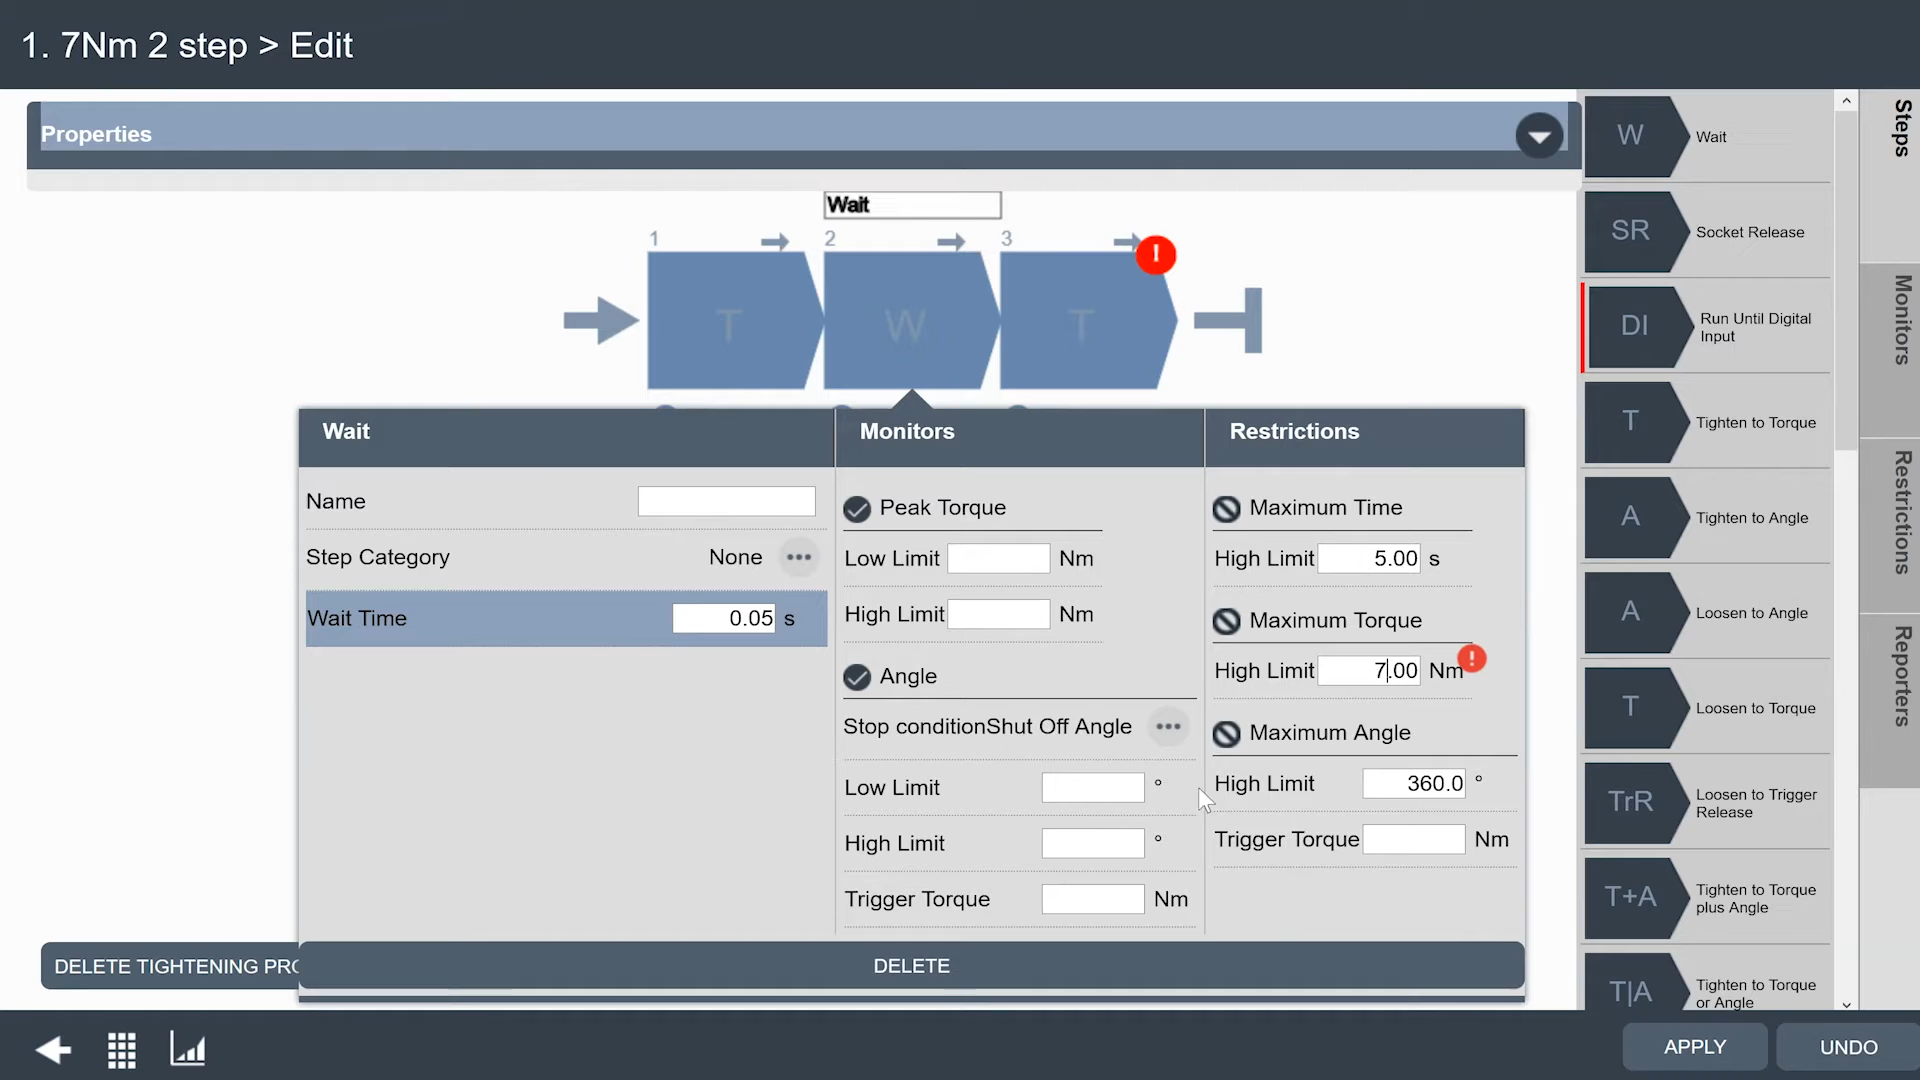 1. 7Nm 2 step > Edit
Properties
Wait
1
2
3
!
T
W
T
Wait
Name
Step Category None
Wait Time 0.05 s
Monitors
Peak Torque
Low Limit Nm
High Limit Nm
Angle
Stop conditionShut Off Angle
Low Limit °
High Limit °
Trigger Torque Nm
Restrictions
Maximum Time
High Limit 5.00 s
Maximum Torque
High Limit 7.00 Nm
!
Maximum Angle
High Limit 360.0 °
Trigger Torque Nm
DELETE TIGHTENING PRO
DELETE
W Wait
SR Socket Release
DI Run Until Digital
Input
T Tighten to Torque
A Tighten to Angle
A Loosen to Angle
T Loosen to Torque
TrR Loosen to Trigger
Release
T+A Tighten to Torque
plus Angle
T|A Tighten to Torque
or Angle
Steps
Monitors
Restrictions
Reporters
APPLY
UNDO